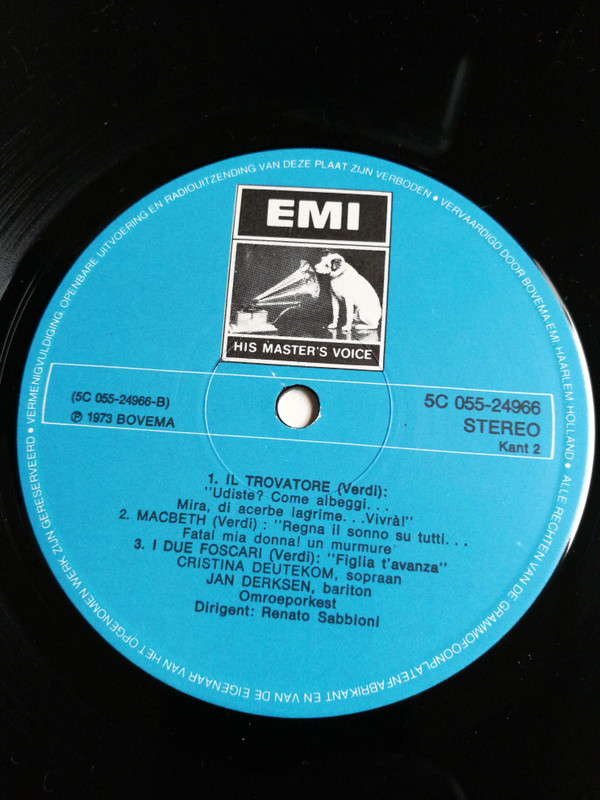 EMI
HIS MASTER'S VOICE
(5C 055-24966-B)
℗ 1973 BOVEMA
5C 055-24966
STEREO
Kant 2
1. IL TROVATORE (Verdi):
"Udiste? Come albeggi...
Mira, di acerbe lagrime...Vivrà!"
2. MACBETH (Verdi) : "Regna il sonno su tutti...
Fatal mia donna! un murmure
3. I DUE FOSCARI (Verdi): "Figlia t'avanza"
CRISTINA DEUTEKOM, sopraan
JAN DERKSEN, bariton
Omroeporkest
Dirigent: Renato Sabbioni
VERVAARDIGD DOOR BOVEMA EMI HAARLEM HOLLAND • ALLE RECHTEN VAN DE GRAMMOFOONPLATENFABRIKANT EN VAN DE EIGENAAR VAN HET OPGENOMEN WERK ZIJN GERESERVEERD • VERMENIGVULDIGING, OPENBARE UITVOERING EN RADIOUITZENDING VAN DEZE PLAAT ZIJN VERBODEN •